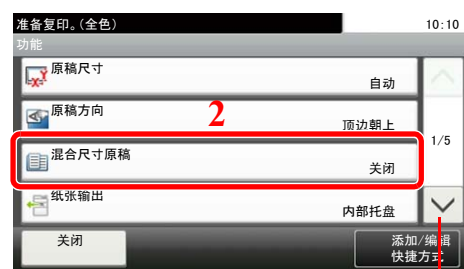 准备复印。(全色)
10:10
功能
原稿尺寸
自动
原稿方向
2
顶边朝上
1/5
混合尺寸原稿
关闭
纸张输出
内部托盘
关闭
添加/编辑
快捷方式